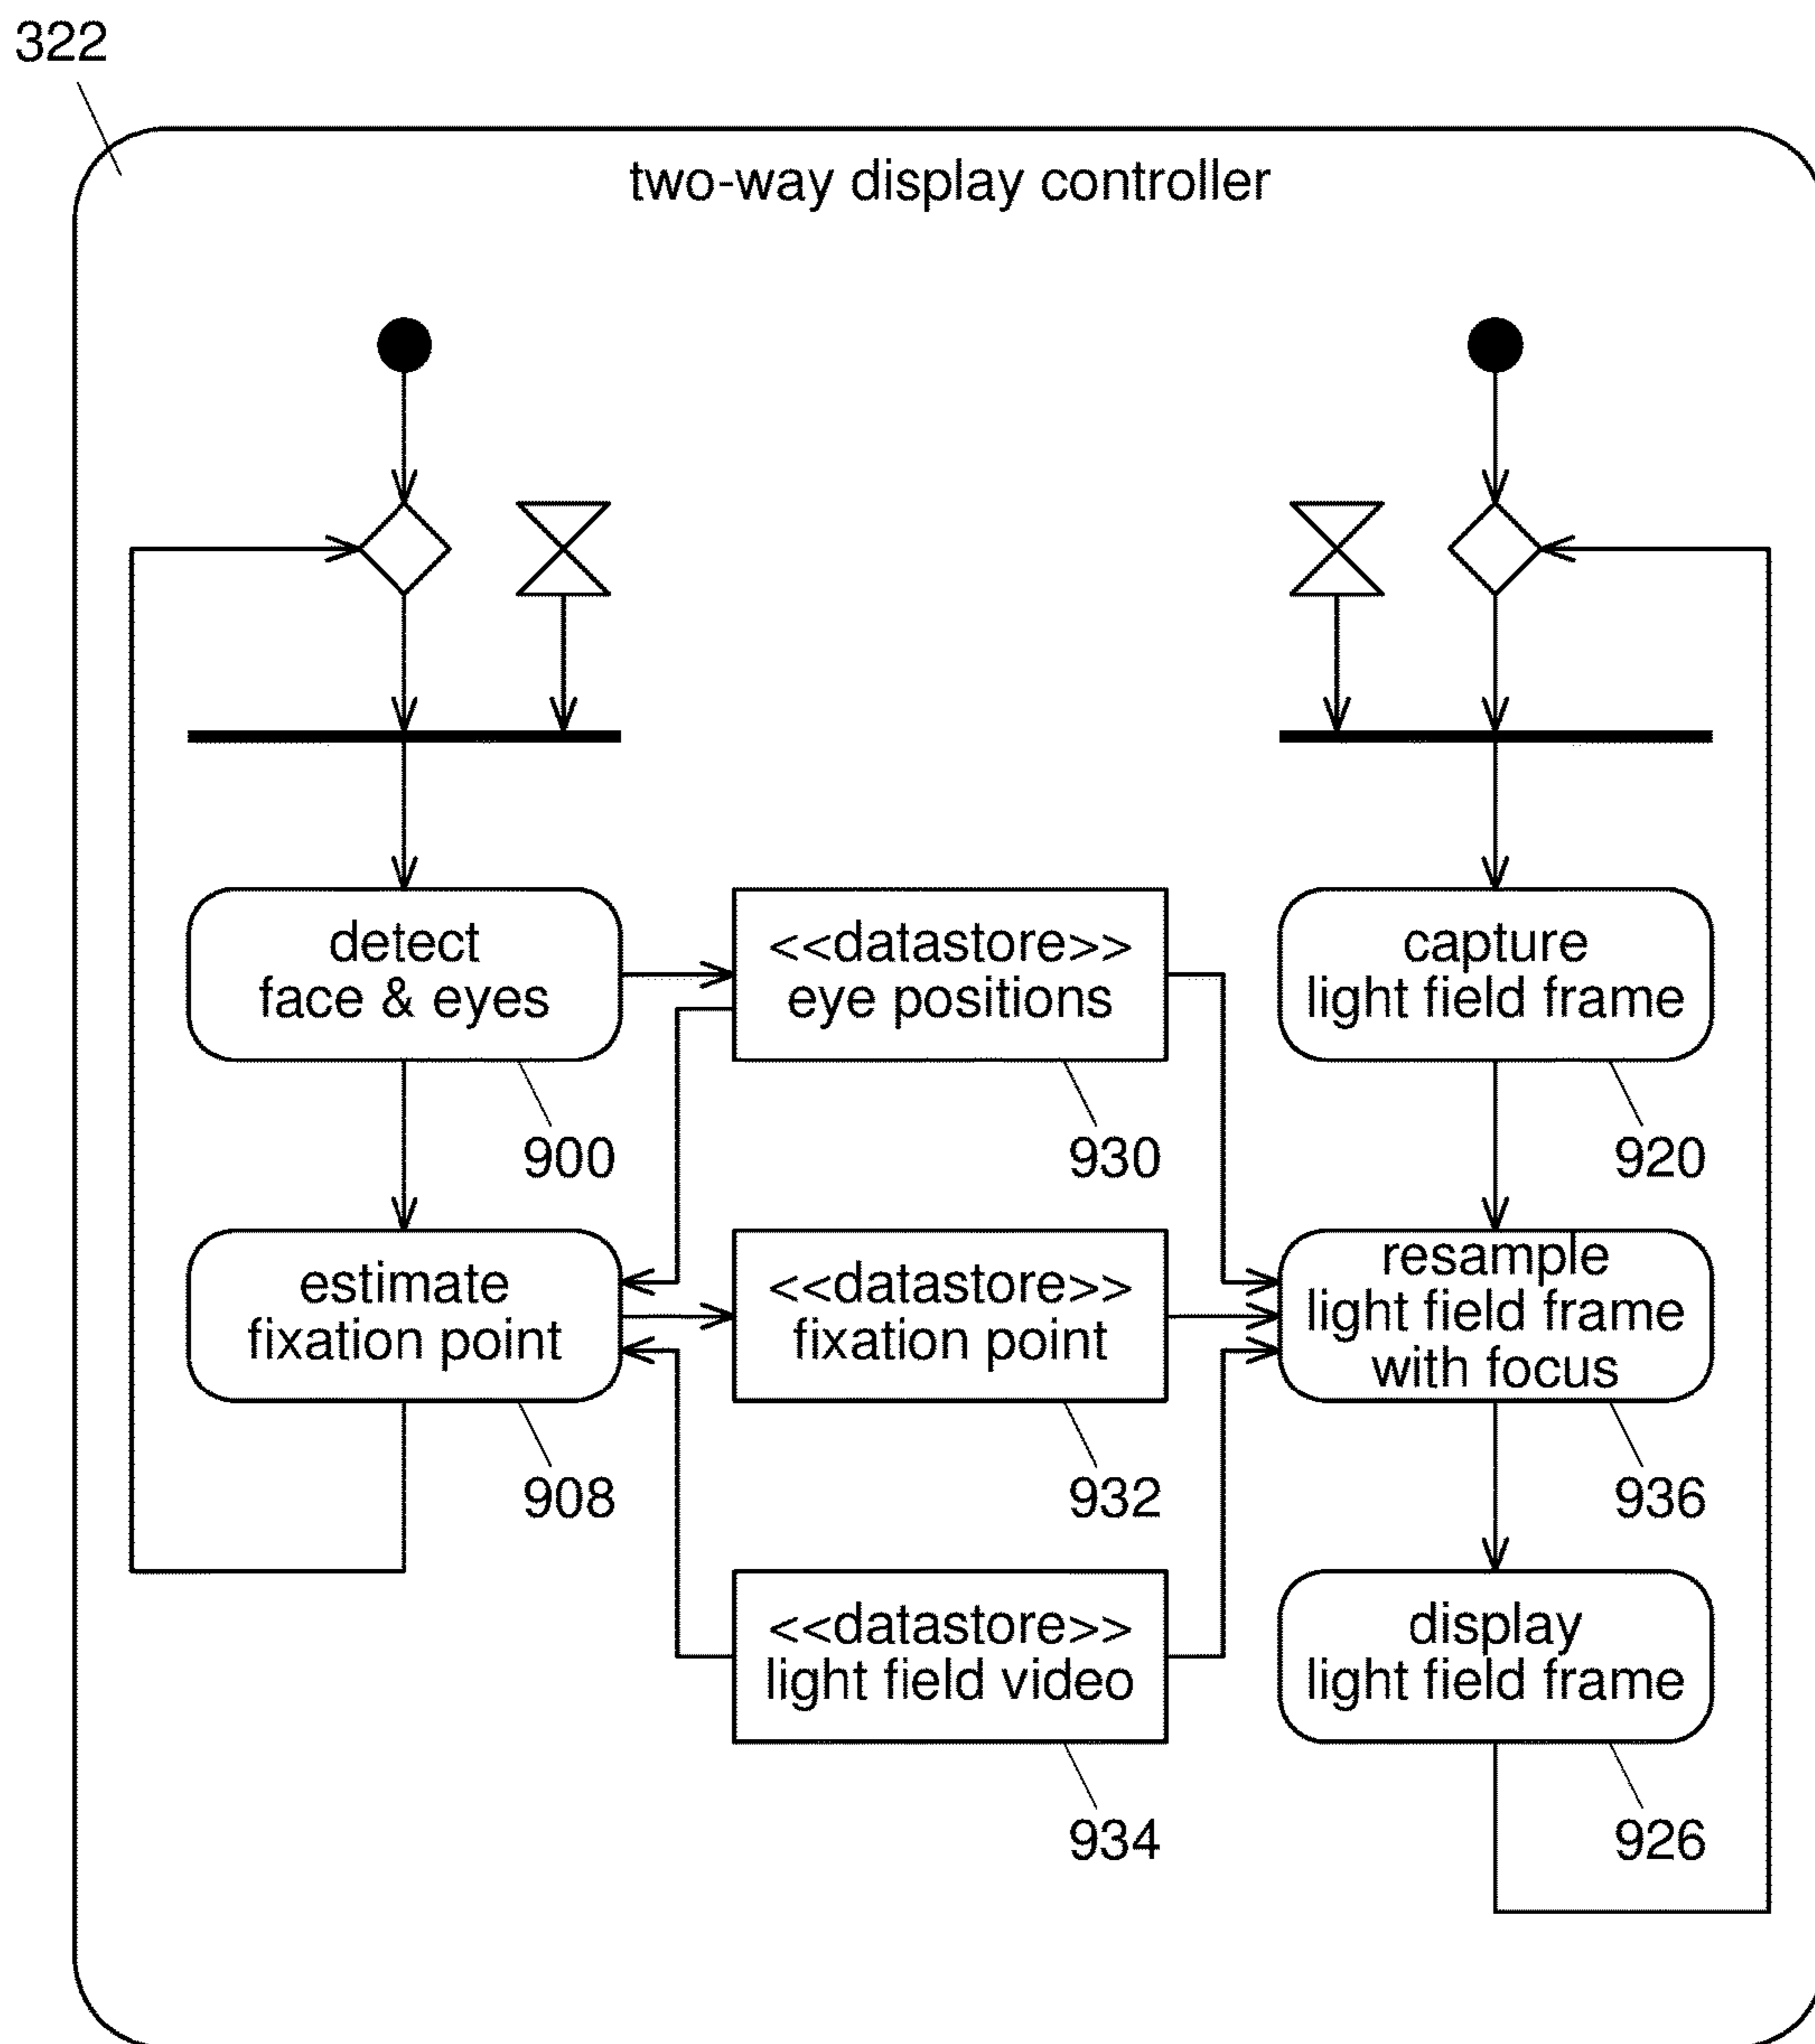 322
two-way display controller
detect
face & eyes
900
<<datastore>>
eye positions
930
capture
light field frame
920
estimate
fixation point
908
<<datastore>>
fixation point
932
resample
light field frame
with focus
936
<<datastore>>
light field video
934
display
light field frame
926